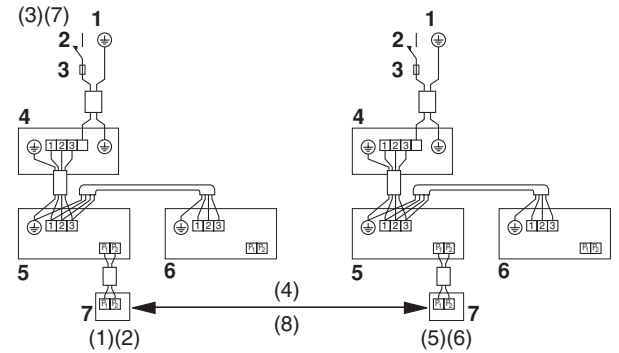 (3)(7) 1 1
2 2
3 3
4 4
1 2 3 1 2 3
1 2 3 1 2 3 1 2 3 1 2 3
P1 P2 P1 P2 P1 P2 P1 P2
5 6 5 6
P1 P2 (4) P1 P2
7 (8) 7
(1)(2) (5)(6)